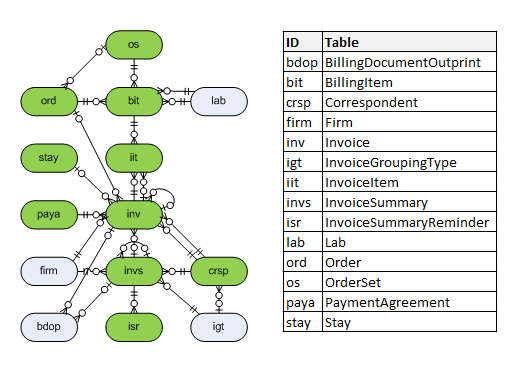 os
ord
bit
lab
stay
iit
paya
inv
firm
invs
crsp
bdop
isr
igt
ID Table
bdop BillingDocumentOutprint
bit BillingItem
crsp Correspondent
firm Firm
inv Invoice
igt InvoiceGroupingType
iit InvoiceItem
invs InvoiceSummary
isr InvoiceSummaryReminder
lab Lab
ord Order
os OrderSet
paya PaymentAgreement
stay Stay